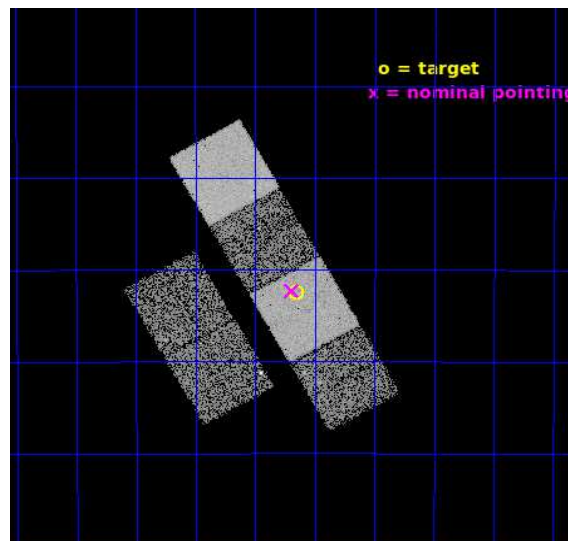 o = target
x = nominal pointing